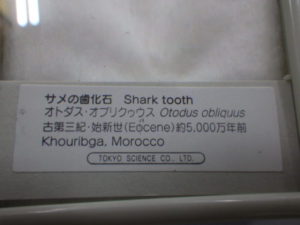 サメの歯化石 Shark tooth
オトダス・オブリクゥウス Otodus obliquus
古第三紀・始新世(Eocene)約5,000万年前
Khouribga, Morocco
TOKYO SCIENCE CO., LTD.